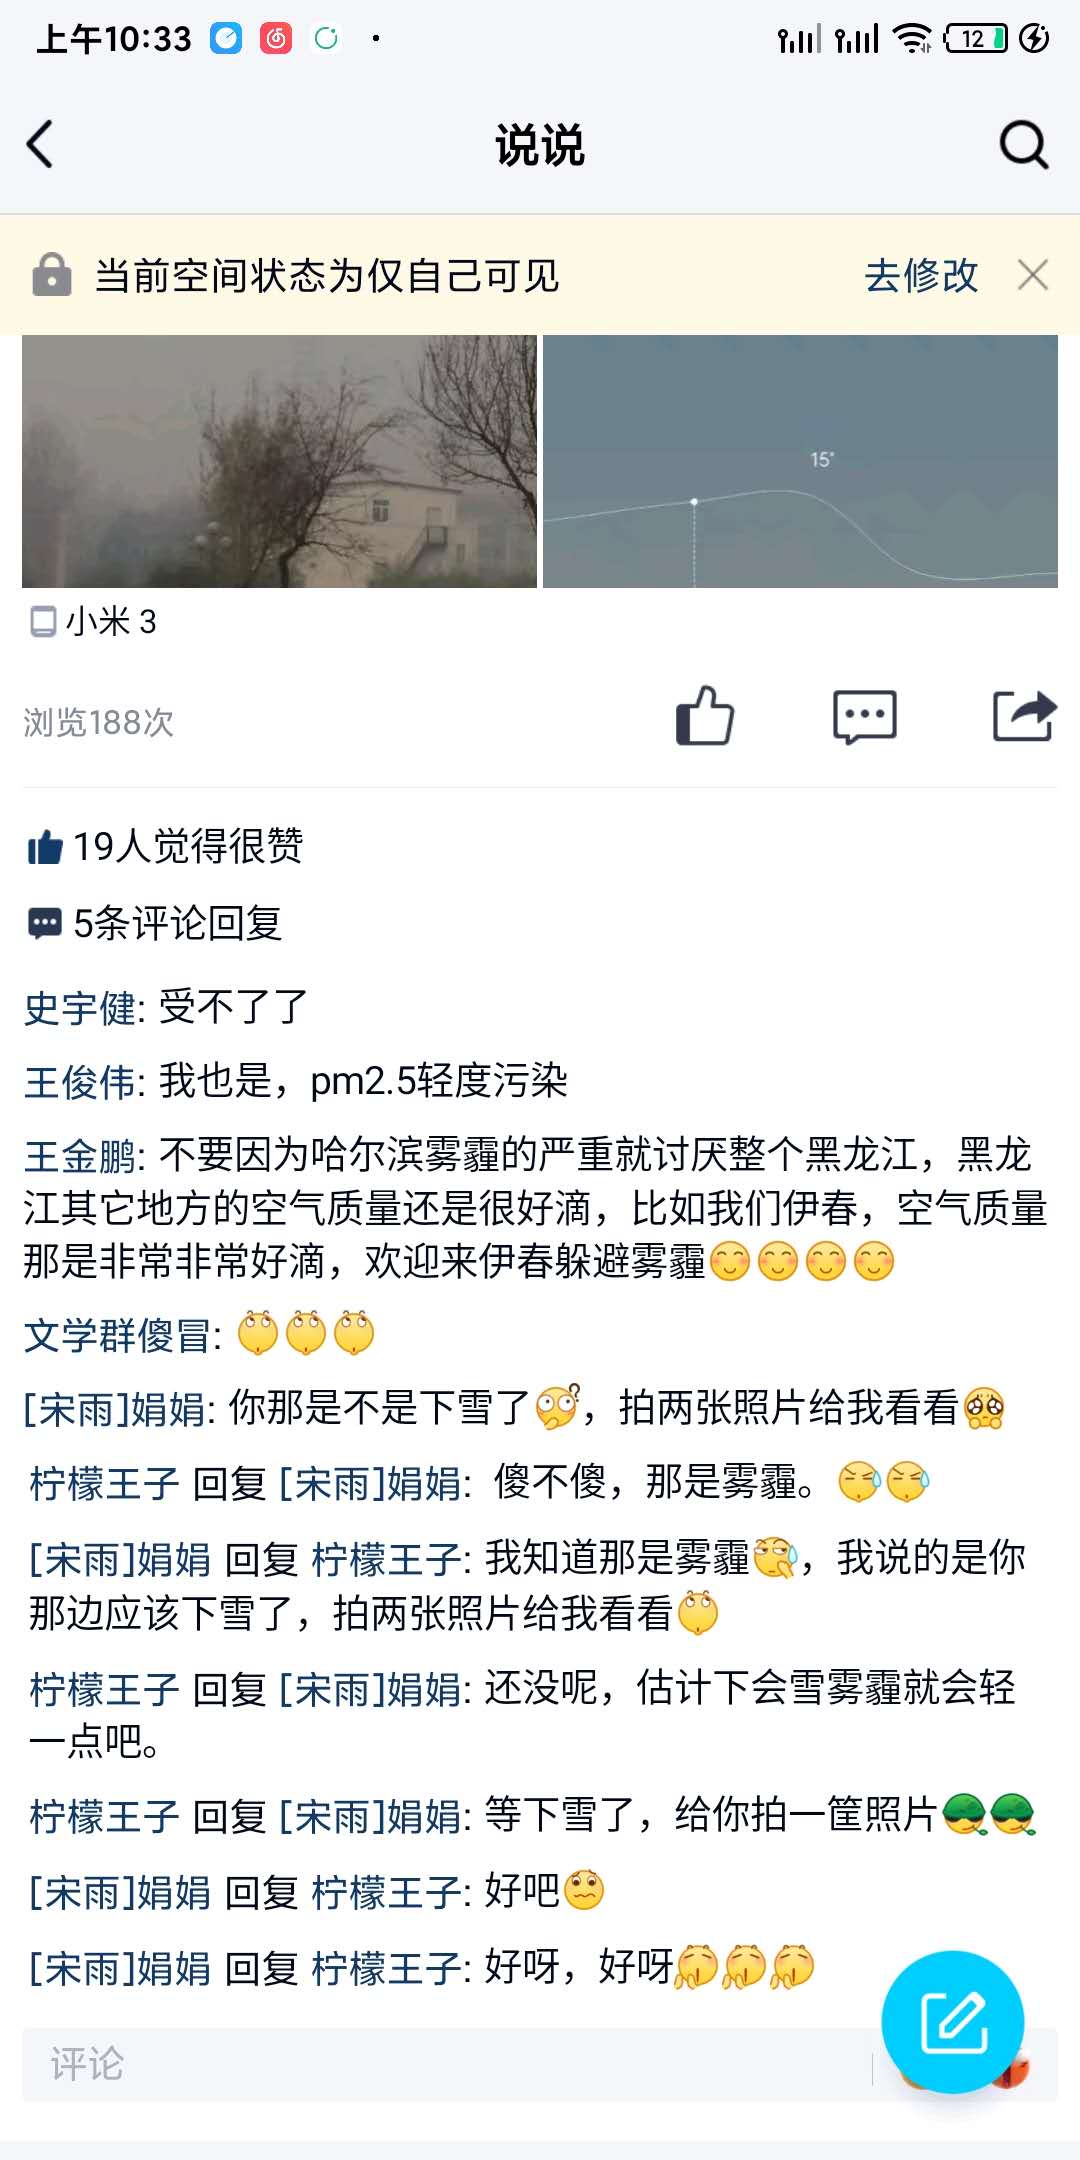 上午10:33
12
说说
当前空间状态为仅自己可见 去修改
15°
小米 3
浏览188次
19人觉得很赞
5条评论回复
史宇健: 受不了了
王俊伟: 我也是，pm2.5轻度污染
王金鹏: 不要因为哈尔滨雾霾的严重就讨厌整个黑龙江，黑龙
江其它地方的空气质量还是很好滴，比如我们伊春，空气质量
那是非常非常好滴，欢迎来伊春躲避雾霾😊😊😊😊
文学群傻冒: 🙄🙄🙄
[宋雨]娟娟: 你那是不是下雪了🤔，拍两张照片给我看看🥺
柠檬王子 回复 [宋雨]娟娟: 傻不傻，那是雾霾。😓😓
[宋雨]娟娟 回复 柠檬王子: 我知道那是雾霾😓，我说的是你
那边应该下雪了，拍两张照片给我看看🙄
柠檬王子 回复 [宋雨]娟娟: 还没呢，估计下会雪雾霾就会轻
一点吧。
柠檬王子 回复 [宋雨]娟娟: 等下雪了，给你拍一筐照片
[宋雨]娟娟 回复 柠檬王子: 好吧😟
[宋雨]娟娟 回复 柠檬王子: 好呀，好呀🤗🤗🤗
评论